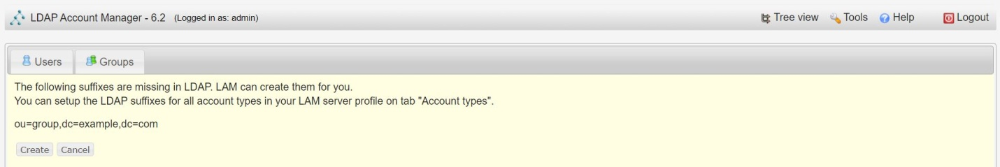 LDAP Account Manager - 6.2 (Logged in as: admin) Tree view Tools Help Logout
Users Groups
The following suffixes are missing in LDAP. LAM can create them for you.
You can setup the LDAP suffixes for all account types in your LAM server profile on tab "Account types".
ou=group,dc=example,dc=com
Create Cancel